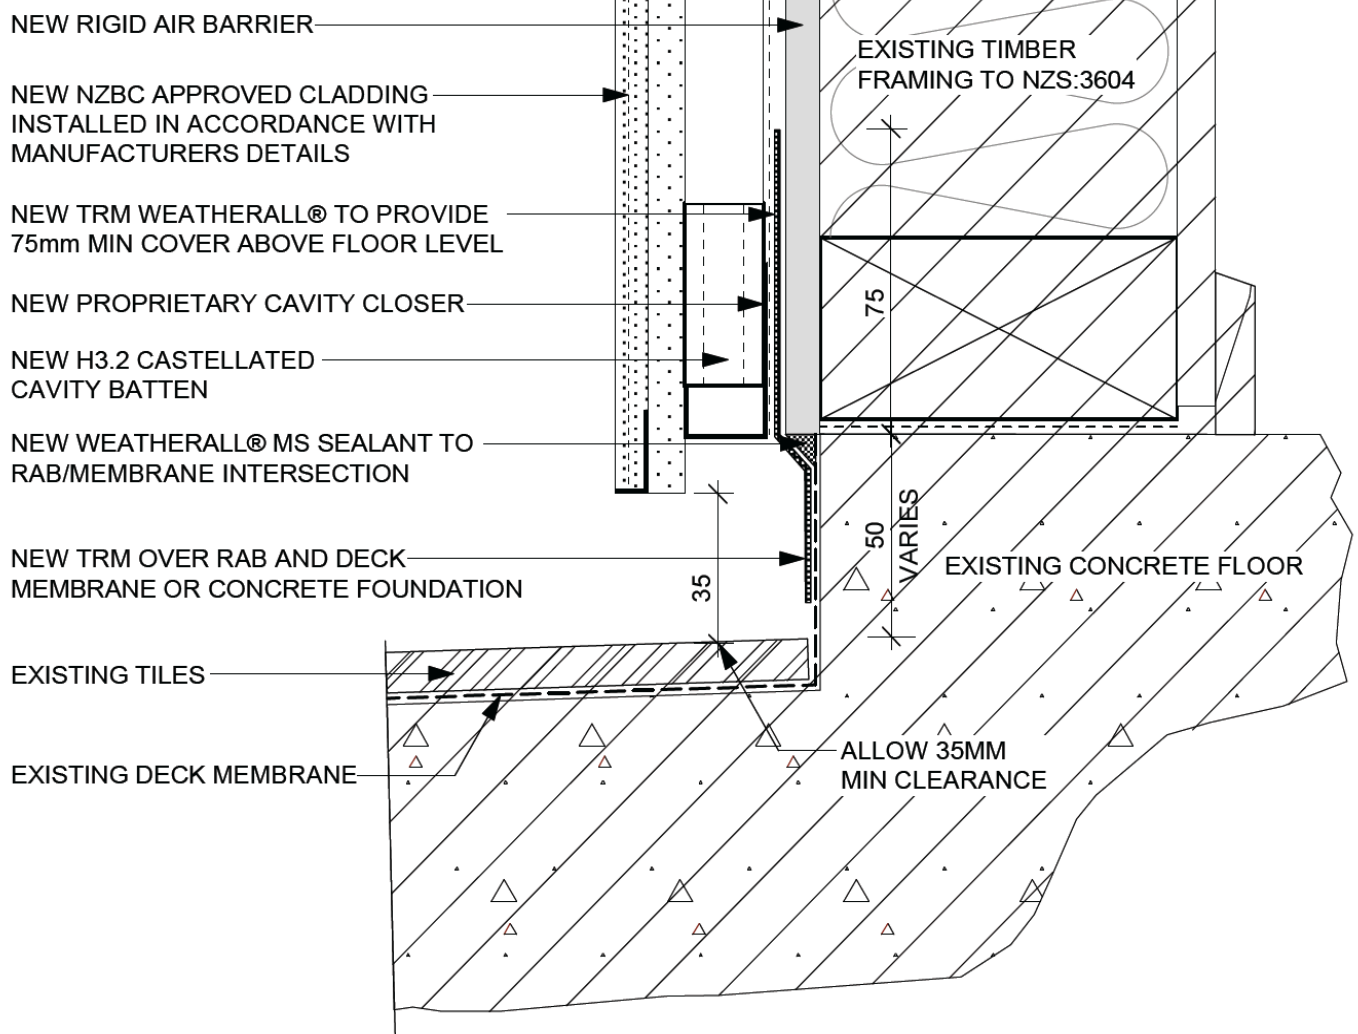 NEW RIGID AIR BARRIER
NEW NZBC APPROVED CLADDING
INSTALLED IN ACCORDANCE WITH
MANUFACTURERS DETAILS
NEW TRM WEATHERALL® TO PROVIDE
75mm MIN COVER ABOVE FLOOR LEVEL
NEW PROPRIETARY CAVITY CLOSER
NEW H3.2 CASTELLATED
CAVITY BATTEN
NEW WEATHERALL® MS SEALANT TO
RAB/MEMBRANE INTERSECTION
NEW TRM OVER RAB AND DECK
MEMBRANE OR CONCRETE FOUNDATION
EXISTING TILES
EXISTING DECK MEMBRANE
EXISTING TIMBER
FRAMING TO NZS:3604
75
50
VARIES
35
EXISTING CONCRETE FLOOR
ALLOW 35MM
MIN CLEARANCE